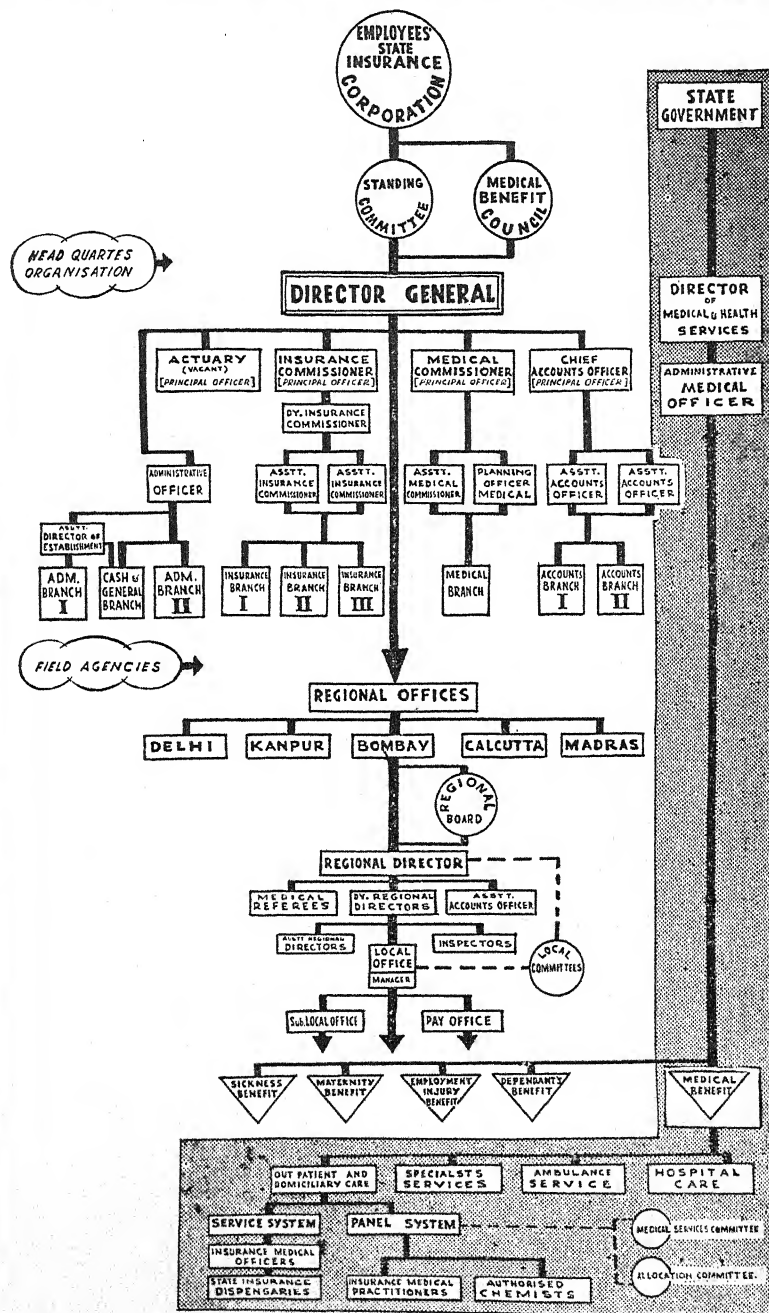 EMPLOYEES'
STATE
INSURANCE
CORPORATION
STATE
GOVERNMENT
STANDING
COMMITTEE
MEDICAL
BENEFIT
COUNCIL
HEAD QUARTES
ORGANISATION
DIRECTOR GENERAL
DIRECTOR
OF
MEDICAL & HEALTH
SERVICES
ACTUARY
(VACANT)
[PRINCIPAL OFFICER]
INSURANCE
COMMISSIONER
[PRINCIPAL OFFICER]
MEDICAL
COMMISSIONER
[PRINCIPAL OFFICER]
CHIEF
ACCOUNTS OFFICER
[PRINCIPAL OFFICER]
ADMINISTRATIVE
MEDICAL
OFFICER
DY. INSURANCE
COMMISSIONER
ADMINISTRATIVE
OFFICER
ASSTT.
INSURANCE
COMMISSIONER
ASSTT.
INSURANCE
COMMISSIONER
ASSTT.
MEDICAL
COMMISSIONER
PLANNING
OFFICER
MEDICAL
ASSTT.
ACCOUNTS
OFFICER
ASSTT.
ACCOUNTS
OFFICER
ASSTT.
DIRECTOR OF
ESTABLISHMENT
ADM.
BRANCH
I
CASH &
GENERAL
BRANCH
ADM.
BRANCH
II
INSURANCE
BRANCH
I
INSURANCE
BRANCH
II
INSURANCE
BRANCH
III
MEDICAL
BRANCH
ACCOUNTS
BRANCH
I
ACCOUNTS
BRANCH
II
FIELD AGENCIES
REGIONAL OFFICES
DELHI
KANPUR
BOMBAY
CALCUTTA
MADRAS
REGIONAL
BOARD
REGIONAL DIRECTOR
MEDICAL
REFEREES
DY. REGIONAL
DIRECTORS
ASSTT.
ACCOUNTS OFFICER
ASSTT REGIONAL
DIRECTORS
INSPECTORS
LOCAL
OFFICE
MANAGER
LOCAL
COMMITTEES
Sub. LOCAL OFFICE
PAY OFFICE
SICKNESS
BENEFIT
MATERNITY
BENEFIT
EMPLOYMENT
INJURY
BENEFIT
DEPENDANTS
BENEFIT
MEDICAL
BENEFIT
OUT PATIENT AND
DOMICILIARY CARE
SPECIALISTS
SERVICES
AMBULANCE
SERVICE
HOSPITAL
CARE
SERVICE SYSTEM
PANEL SYSTEM
MEDICAL SERVICES COMMITTEE
INSURANCE MEDICAL
OFFICERS
STATE INSURANCE
DISPENSARIES
INSURANCE MEDICAL
PRACTITIONERS
AUTHORISED
CHEMISTS
ALLOCATION COMMITTEE.